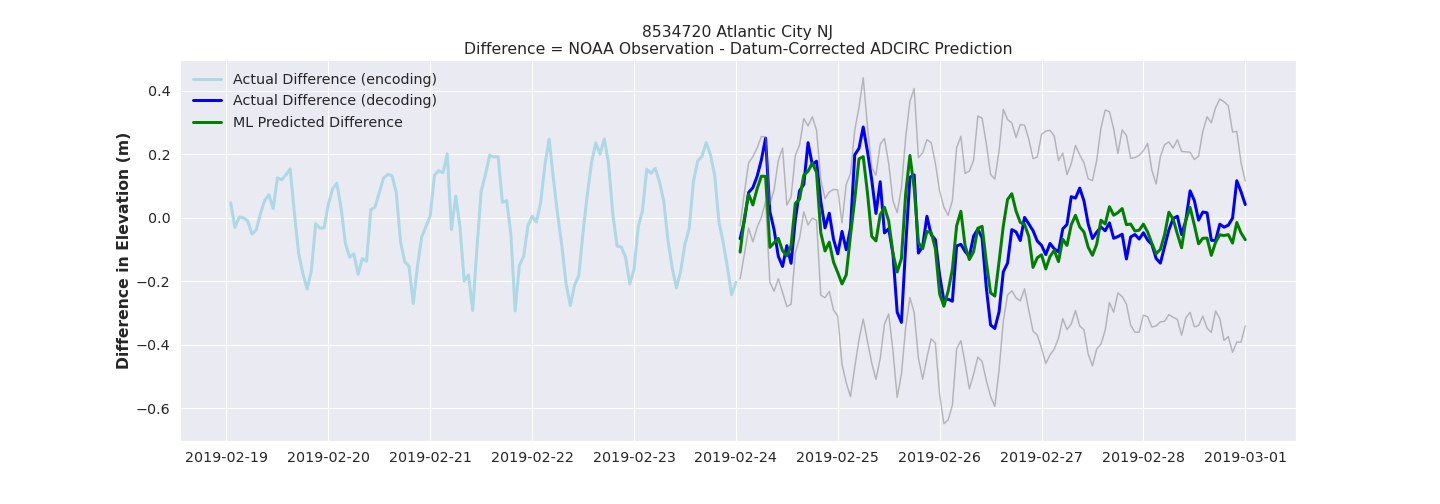 8534720 Atlantic City NJ
Difference = NOAA Observation - Datum-Corrected ADCIRC Prediction
Actual Difference (encoding)
Actual Difference (decoding)
ML Predicted Difference
Difference in Elevation (m)
0.4
0.2
0.0
−0.2
−0.4
−0.6
2019-02-19
2019-02-20
2019-02-21
2019-02-22
2019-02-23
2019-02-24
2019-02-25
2019-02-26
2019-02-27
2019-02-28
2019-03-01